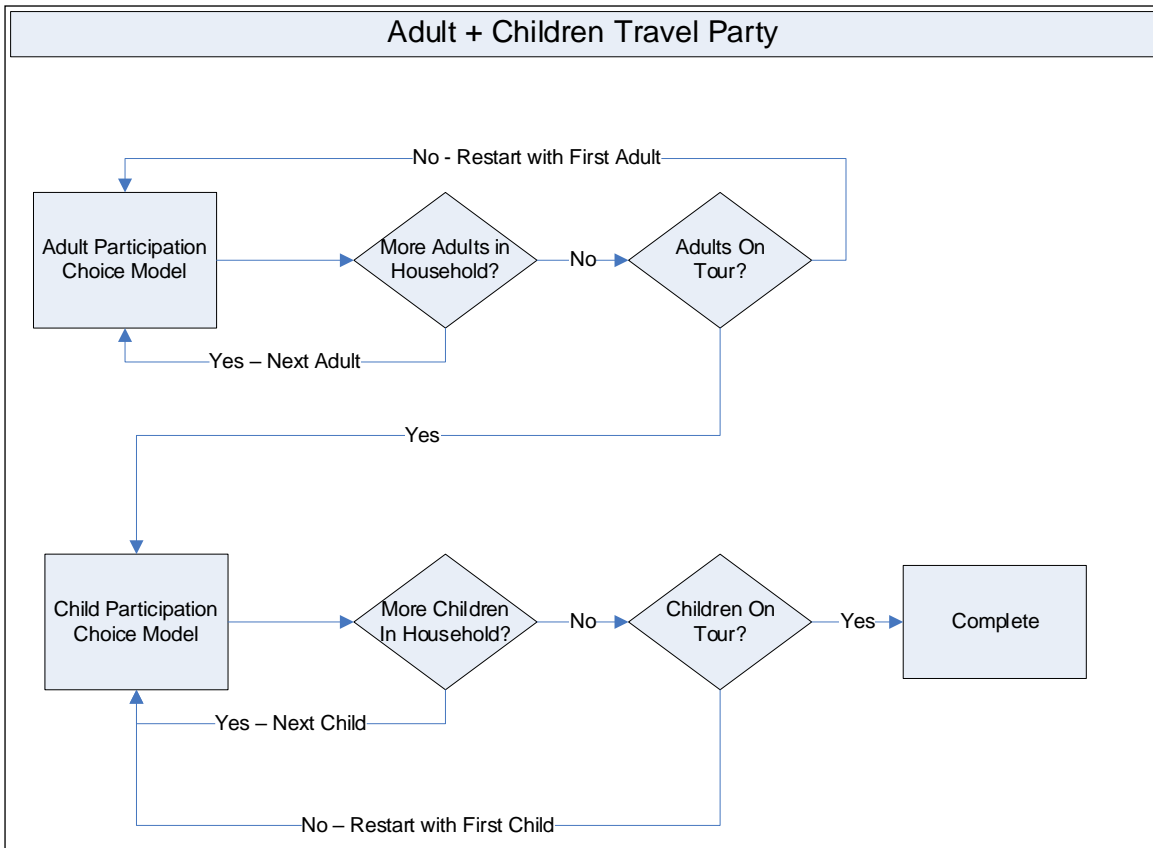 Adult + Children Travel Party
No - Restart with First Adult
Adult Participation
Choice Model
More Adults in
Household?
No
Adults On
Tour?
Yes – Next Adult
Yes
Child Participation
Choice Model
More Children
In Household?
No
Children On
Tour?
Yes
Complete
Yes – Next Child
No – Restart with First Child